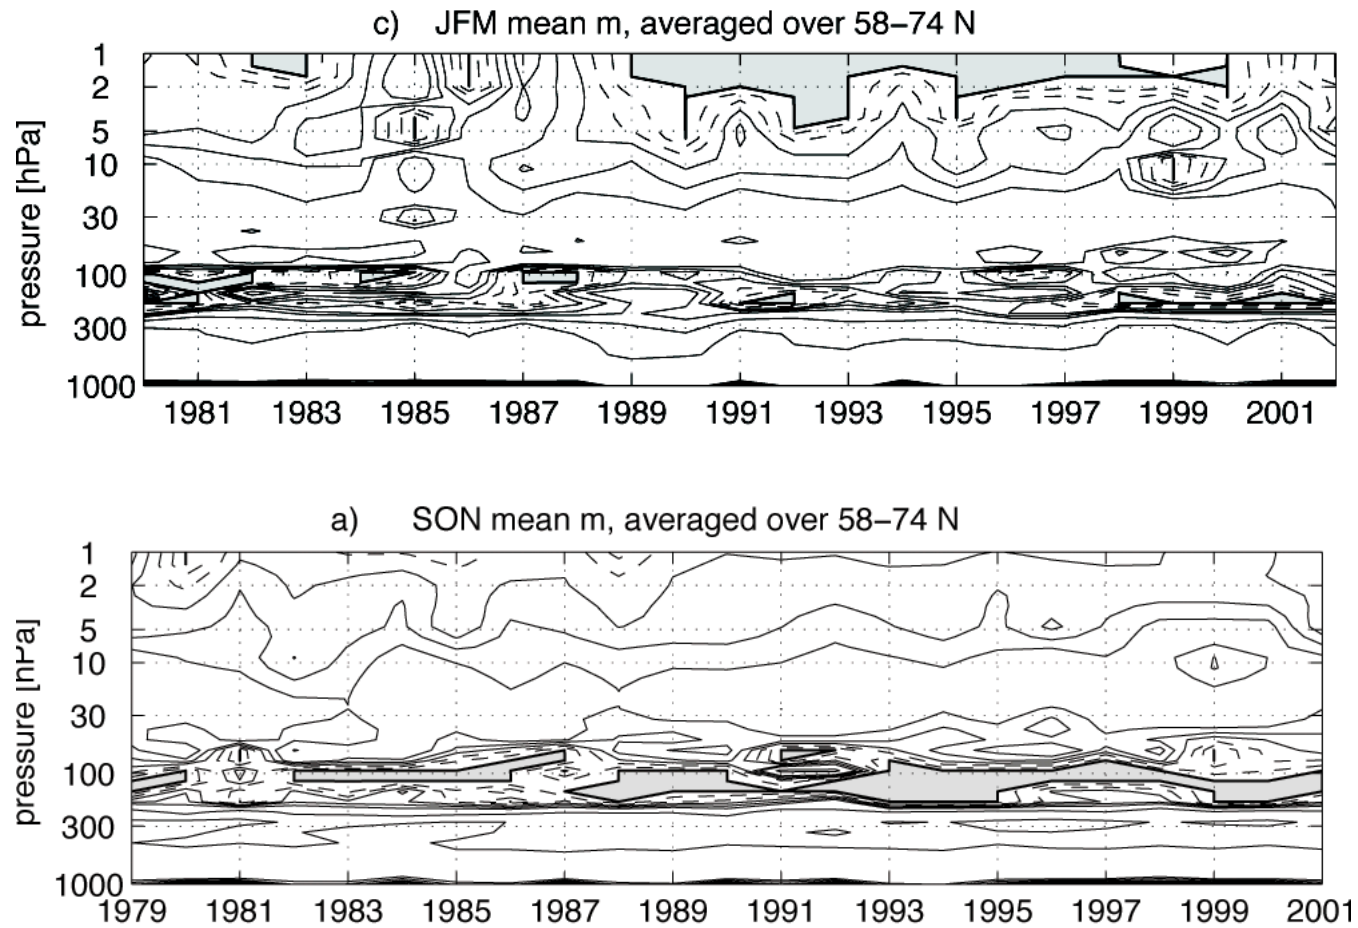 c) JFM mean m, averaged over 58–74 N
1
2
5
10
30
100
300
1000
pressure [hPa]
1981 1983 1985 1987 1989 1991 1993 1995 1997 1999 2001
a) SON mean m, averaged over 58–74 N
1
2
5
10
30
100
300
1000
pressure [hPa]
1979 1981 1983 1985 1987 1989 1991 1993 1995 1997 1999 2001